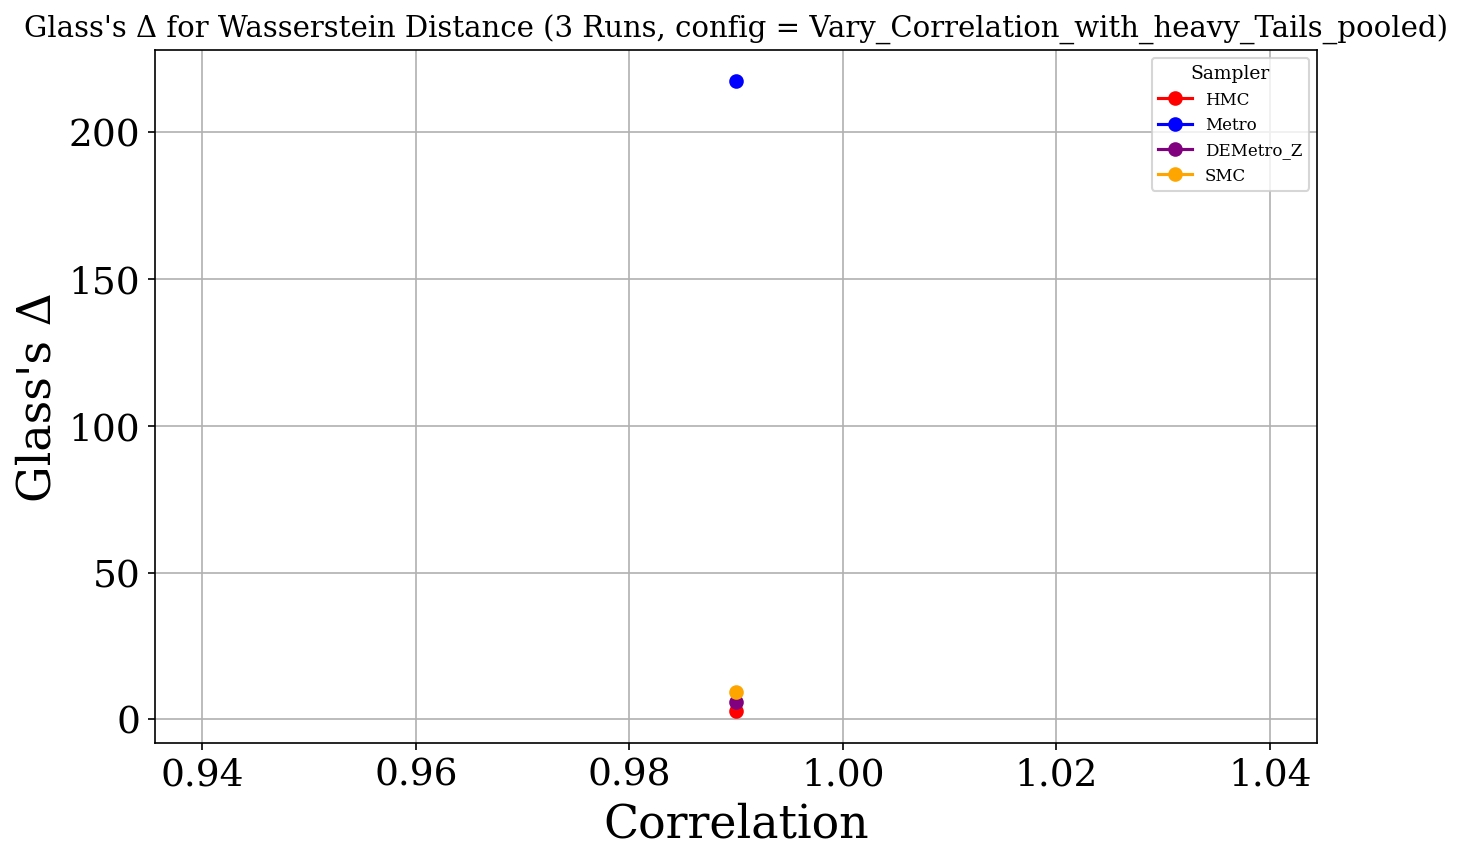 Glass's Δ for Wasserstein Distance (3 Runs, config = Vary_Correlation_with_heavy_Tails_pooled)
Sampler
HMC
Metro
DEMetro_Z
SMC
Glass's Δ
200
150
100
50
0
0.94 0.96 0.98 1.00 1.02 1.04
Correlation